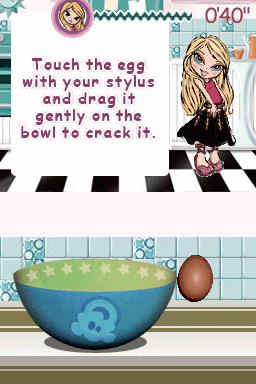 0'40"
Touch the egg
with your stylus
and drag it
gently on the
bowl to crack it.